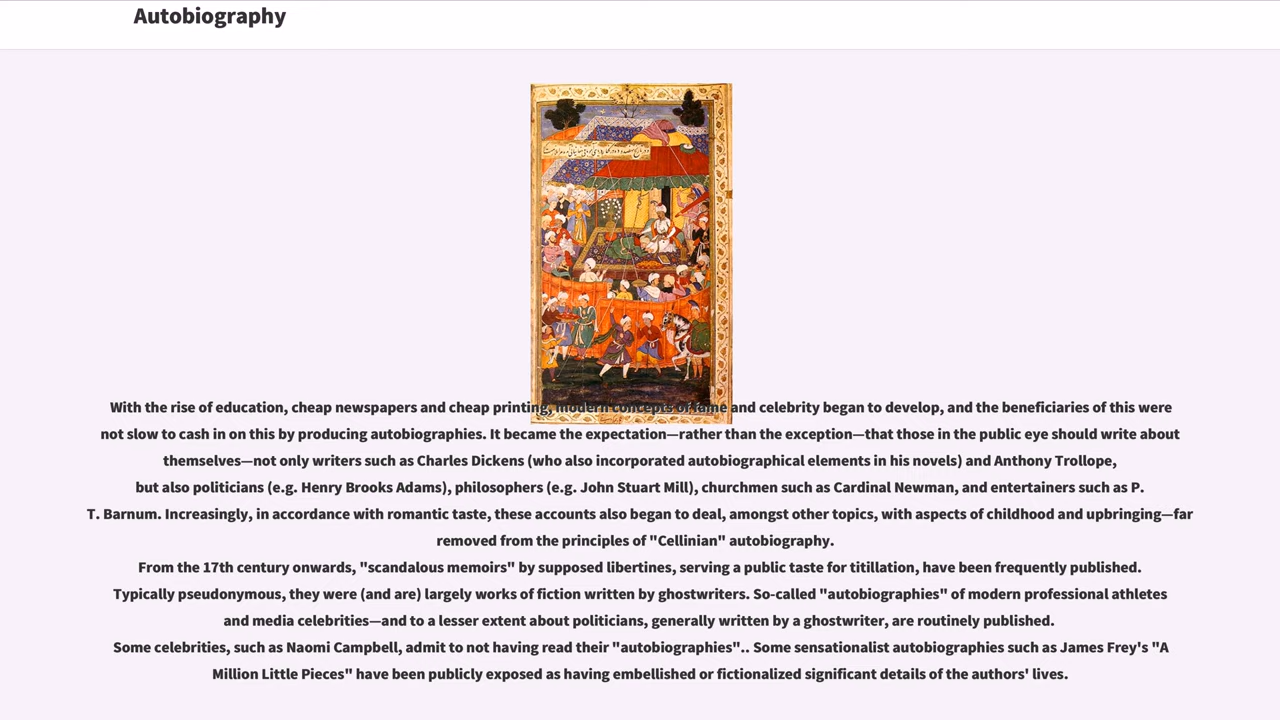 Autobiography
With the rise of education, cheap newspapers and cheap printing, modern concepts of fame and celebrity began to develop, and the beneficiaries of this were
not slow to cash in on this by producing autobiographies. It became the expectation—rather than the exception—that those in the public eye should write about
themselves—not only writers such as Charles Dickens (who also incorporated autobiographical elements in his novels) and Anthony Trollope,
but also politicians (e.g. Henry Brooks Adams), philosophers (e.g. John Stuart Mill), churchmen such as Cardinal Newman, and entertainers such as P.
T. Barnum. Increasingly, in accordance with romantic taste, these accounts also began to deal, amongst other topics, with aspects of childhood and upbringing—far
removed from the principles of "Cellinian" autobiography.
From the 17th century onwards, "scandalous memoirs" by supposed libertines, serving a public taste for titillation, have been frequently published.
Typically pseudonymous, they were (and are) largely works of fiction written by ghostwriters. So-called "autobiographies" of modern professional athletes
and media celebrities—and to a lesser extent about politicians, generally written by a ghostwriter, are routinely published.
Some celebrities, such as Naomi Campbell, admit to not having read their "autobiographies".. Some sensationalist autobiographies such as James Frey's "A
Million Little Pieces" have been publicly exposed as having embellished or fictionalized significant details of the authors' lives.